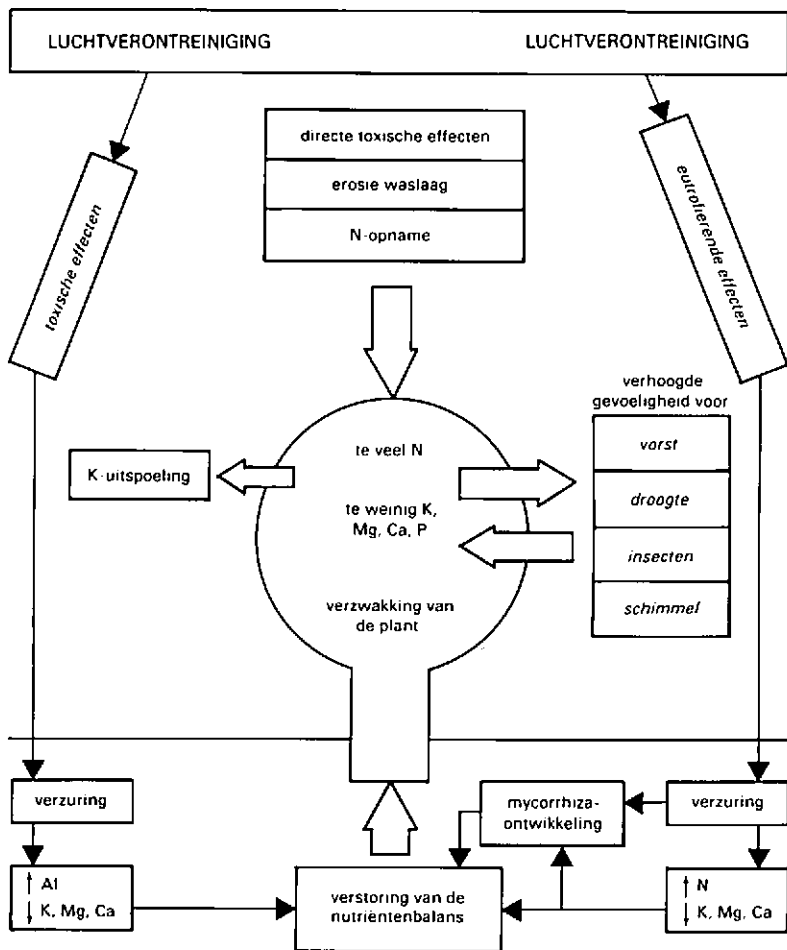 LUCHTVERONTREINIGING
LUCHTVERONTREINIGING
directe toxische effecten
erosie waslaag
N-opname
toxische effecten
eutrofiërende effecten
verhoogde
gevoeligheid voor
vorst
droogte
insecten
schimmel
K-uitspoeling
te veel N
te weinig K,
Mg, Ca, P
verzwakking van
de plant
verzuring
mycorrhiza-
ontwikkeling
verzuring
↑ Al
↓ K, Mg, Ca
verstoring van de
nutriëntenbalans
↑ N
↓ K, Mg, Ca